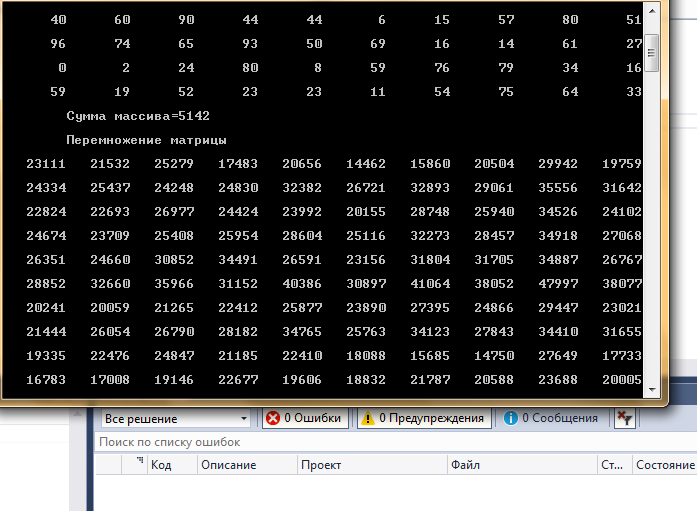 40 60 90 44 44 6 15 57 80 51
96 74 65 93 50 69 16 14 61 27
0 2 24 80 8 59 76 79 34 16
59 19 52 23 23 11 54 75 64 33
Сумма массива=5142
Перемножение матрицы
23111 21532 25279 17483 20656 14462 15860 20504 29942 19759
24334 25437 24248 24830 32382 26721 32893 29061 35556 31642
22824 22693 26977 24424 23992 20155 28748 25940 34526 24102
24674 23709 25408 25954 28604 25116 32273 28457 34918 27068
26351 24660 30852 34491 26591 23156 31804 31705 34887 26767
28852 32660 35966 31152 40386 30897 41064 38052 47997 38077
20241 20059 21265 22412 25877 23890 27395 24866 29447 23021
21444 26054 26790 28182 34765 25763 34123 27843 34410 31655
19335 22476 24847 21185 22410 18088 15685 14750 27649 17733
16783 17008 19146 22677 19606 18832 21787 20588 23688 20005
Все решение 0 Ошибки 0 Предупреждения 0 Сообщения
Поиск по списку ошибок
Код Описание Проект Файл Ст... Состояние